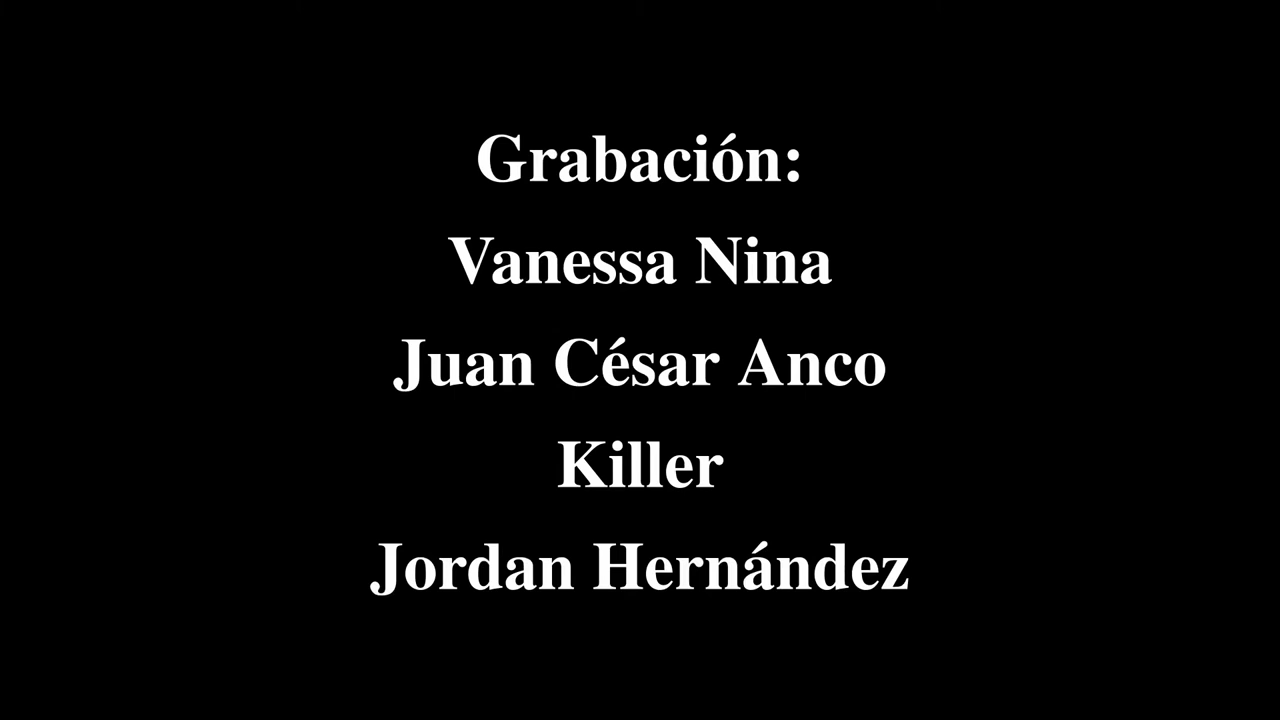 Grabación:
Vanessa Nina
Juan César Anco
Killer
Jordan Hernández